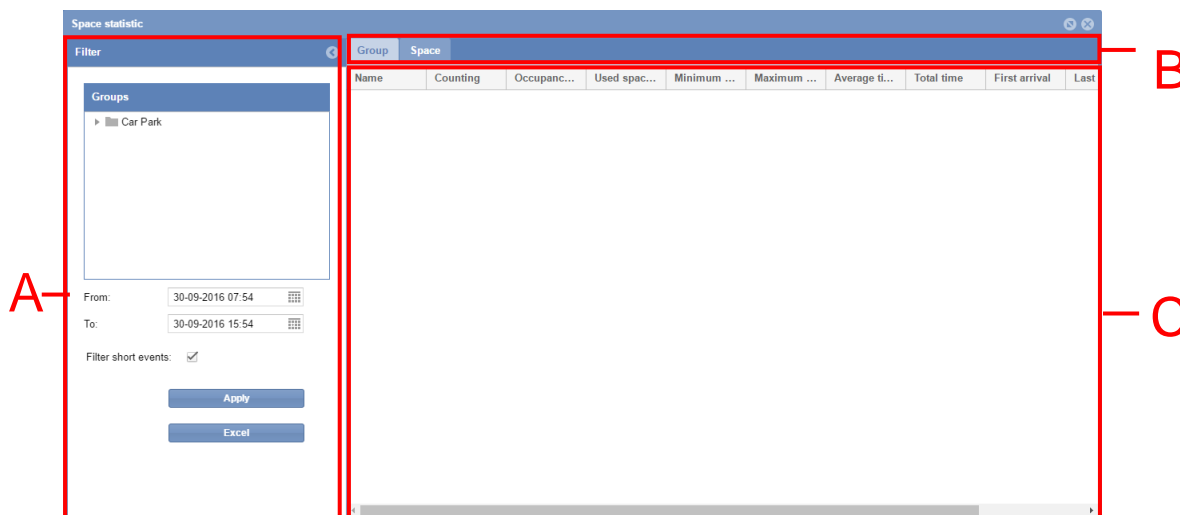 Space statistic
Filter
Group Space
B
Name Counting Occupanc... Used spac... Minimum ... Maximum ... Average ti... Total time First arrival Last
Groups
Car Park
A
From: 30-09-2016 07:54
To: 30-09-2016 15:54
C
Filter short events:
Apply
Excel